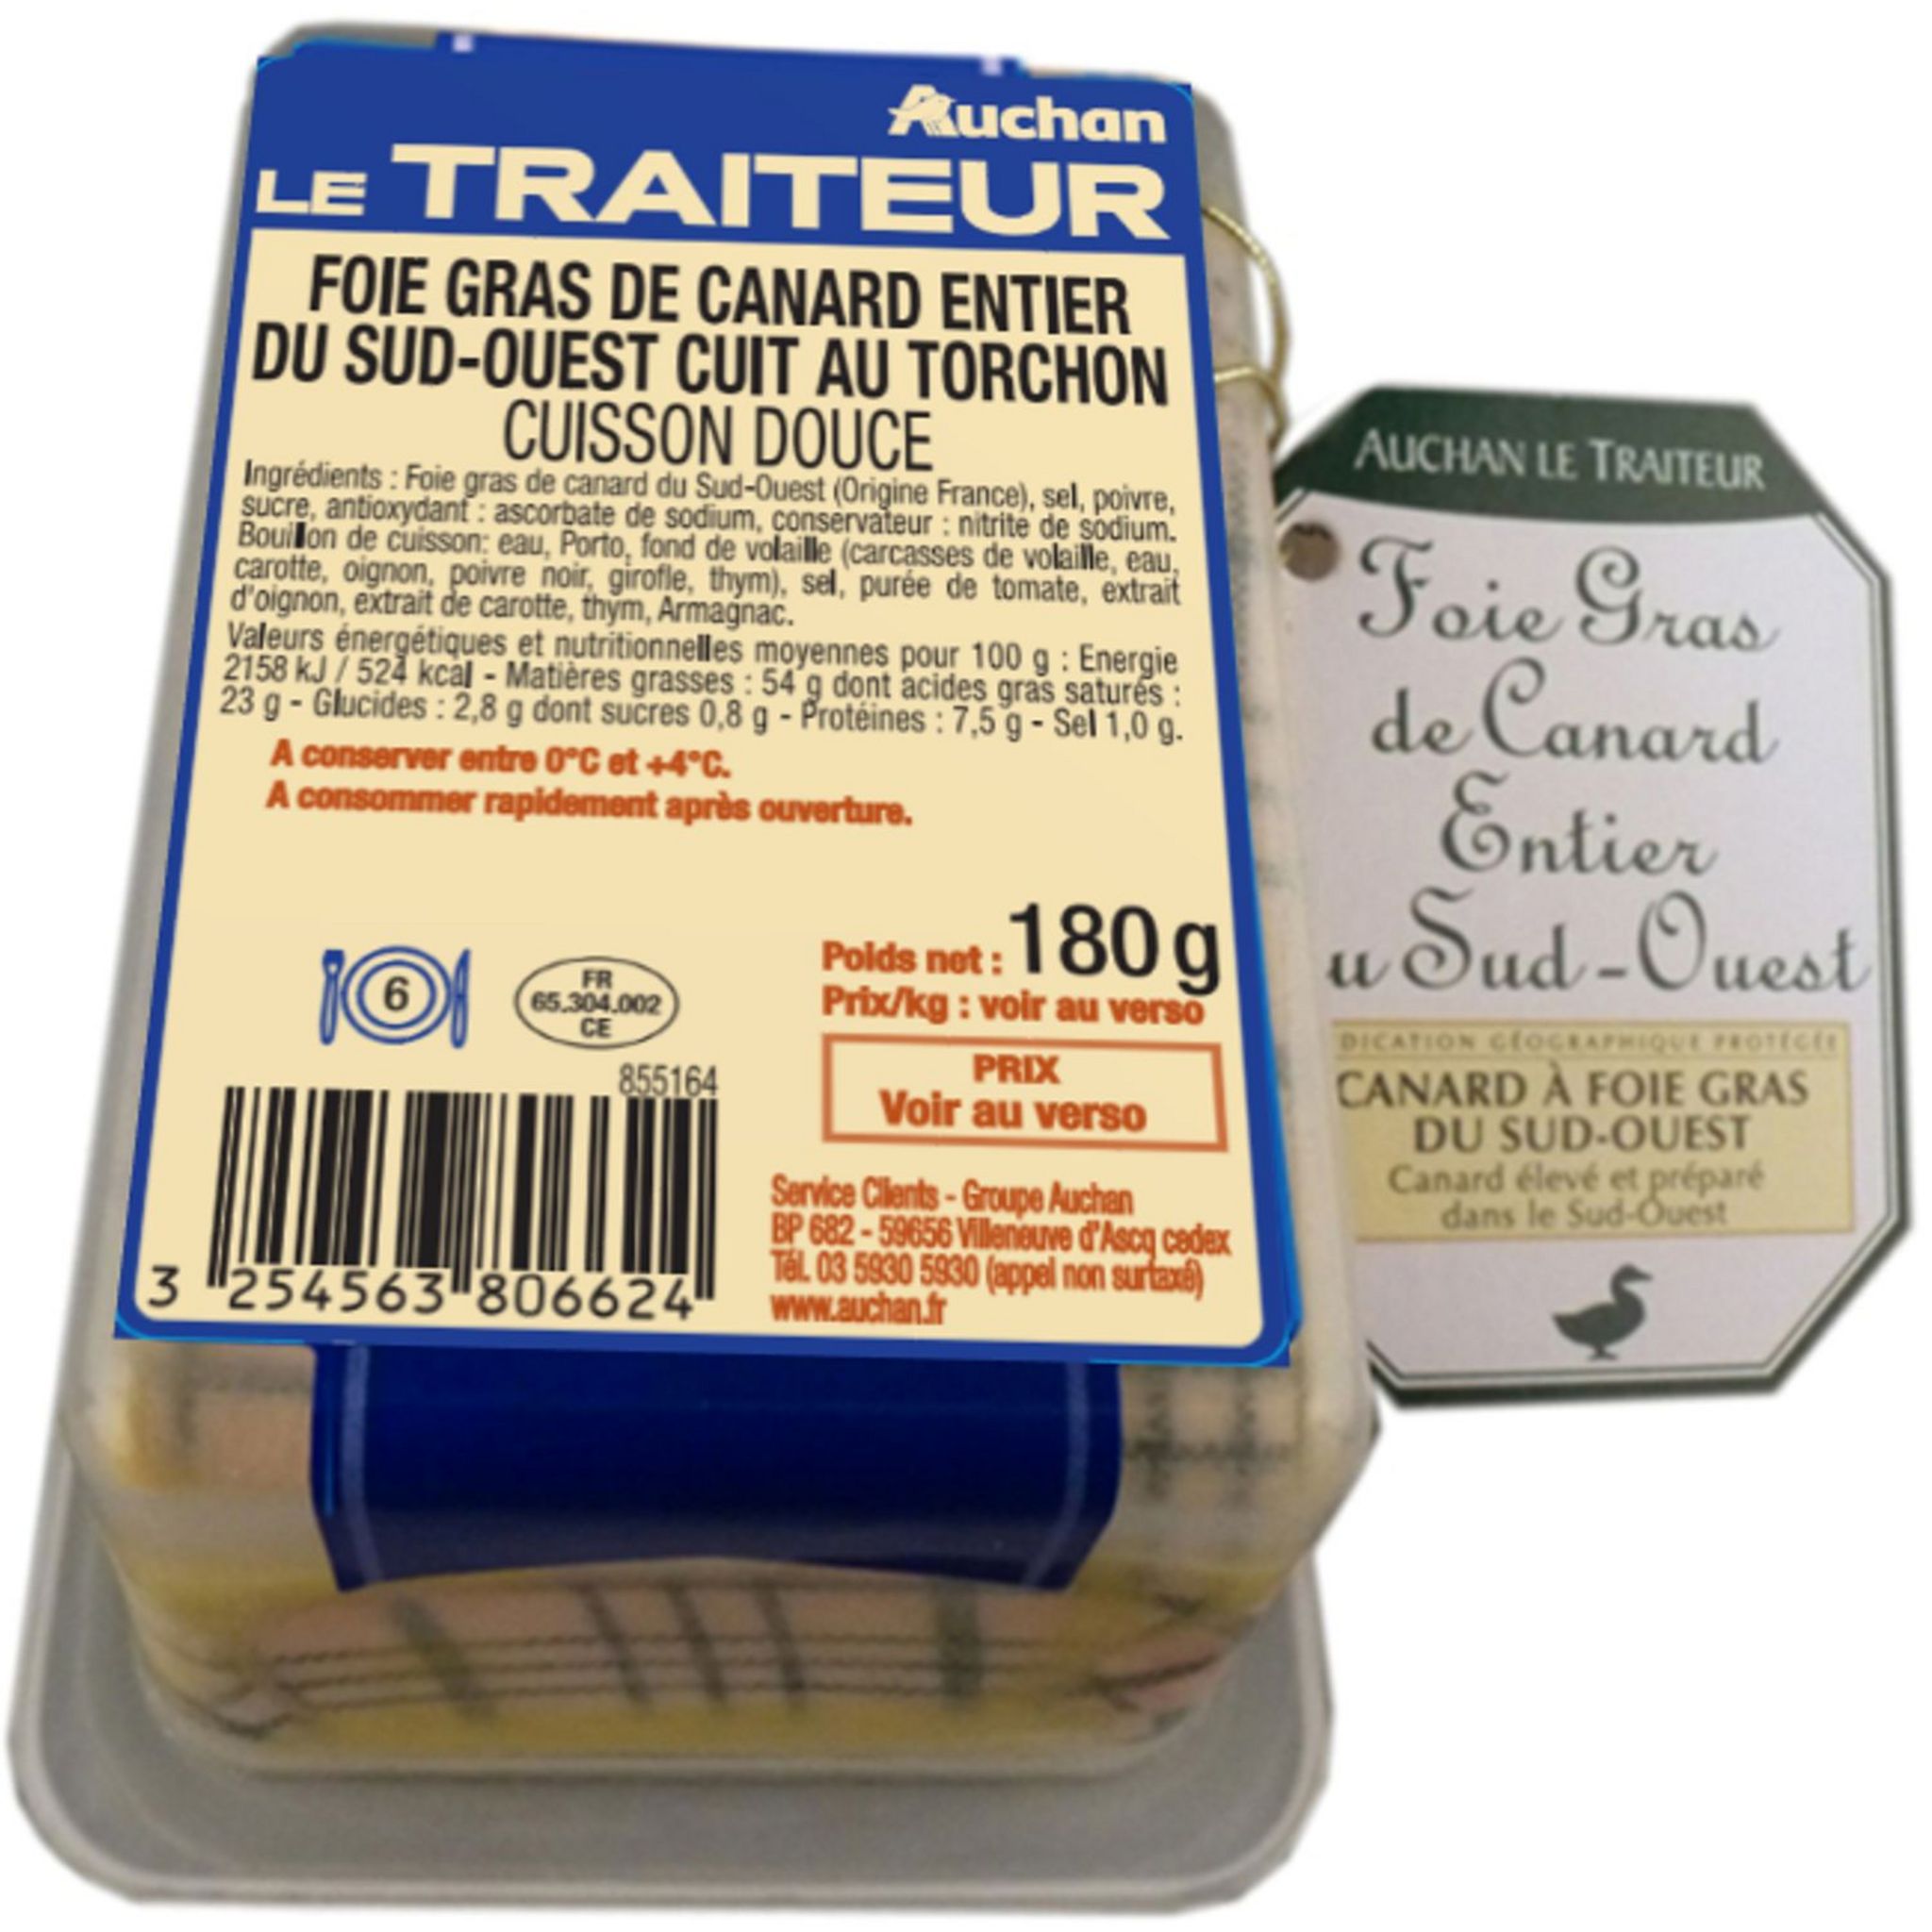 Auchan
LE TRAITEUR
FOIE GRAS DE CANARD ENTIER
DU SUD-OUEST CUIT AU TORCHON
CUISSON DOUCE
Ingrédients : Foie gras de canard du Sud-Ouest (Origine France), sel, poivre,
sucre, antioxydant : ascorbate de sodium, conservateur : nitrite de sodium.
Bouillon de cuisson: eau, Porto, fond de volaille (carcasses de volaille, eau,
carotte, oignon, poivre noir, girofle, thym), sel, purée de tomate, extrait
d'oignon, extrait de carotte, thym, Armagnac.
Valeurs énergétiques et nutritionnelles moyennes pour 100 g : Energie
2158 kJ / 524 kcal - Matières grasses : 54 g dont acides gras saturés :
23 g - Glucides : 2,8 g dont sucres 0,8 g - Protéines : 7,5 g - Sel 1,0 g.
A conserver entre 0°C et +4°C.
A consommer rapidement après ouverture.
6
FR
65.304.002
CE
Poids net : 180 g
Prix/kg : voir au verso
PRIX
Voir au verso
855164
3 254563 806624
Service Clients - Groupe Auchan
BP 682 - 59656 Villeneuve d'Ascq cedex
Tél. 03 5930 5930 (appel non surtaxé)
www.auchan.fr
AUCHAN LE TRAITEUR
Foie Gras
de Canard
Entier
u Sud-Ouest
DICATION GÉOGRAPHIQUE PROTÉGÉE
CANARD À FOIE GRAS
DU SUD-OUEST
Canard élevé et préparé
dans le Sud-Ouest